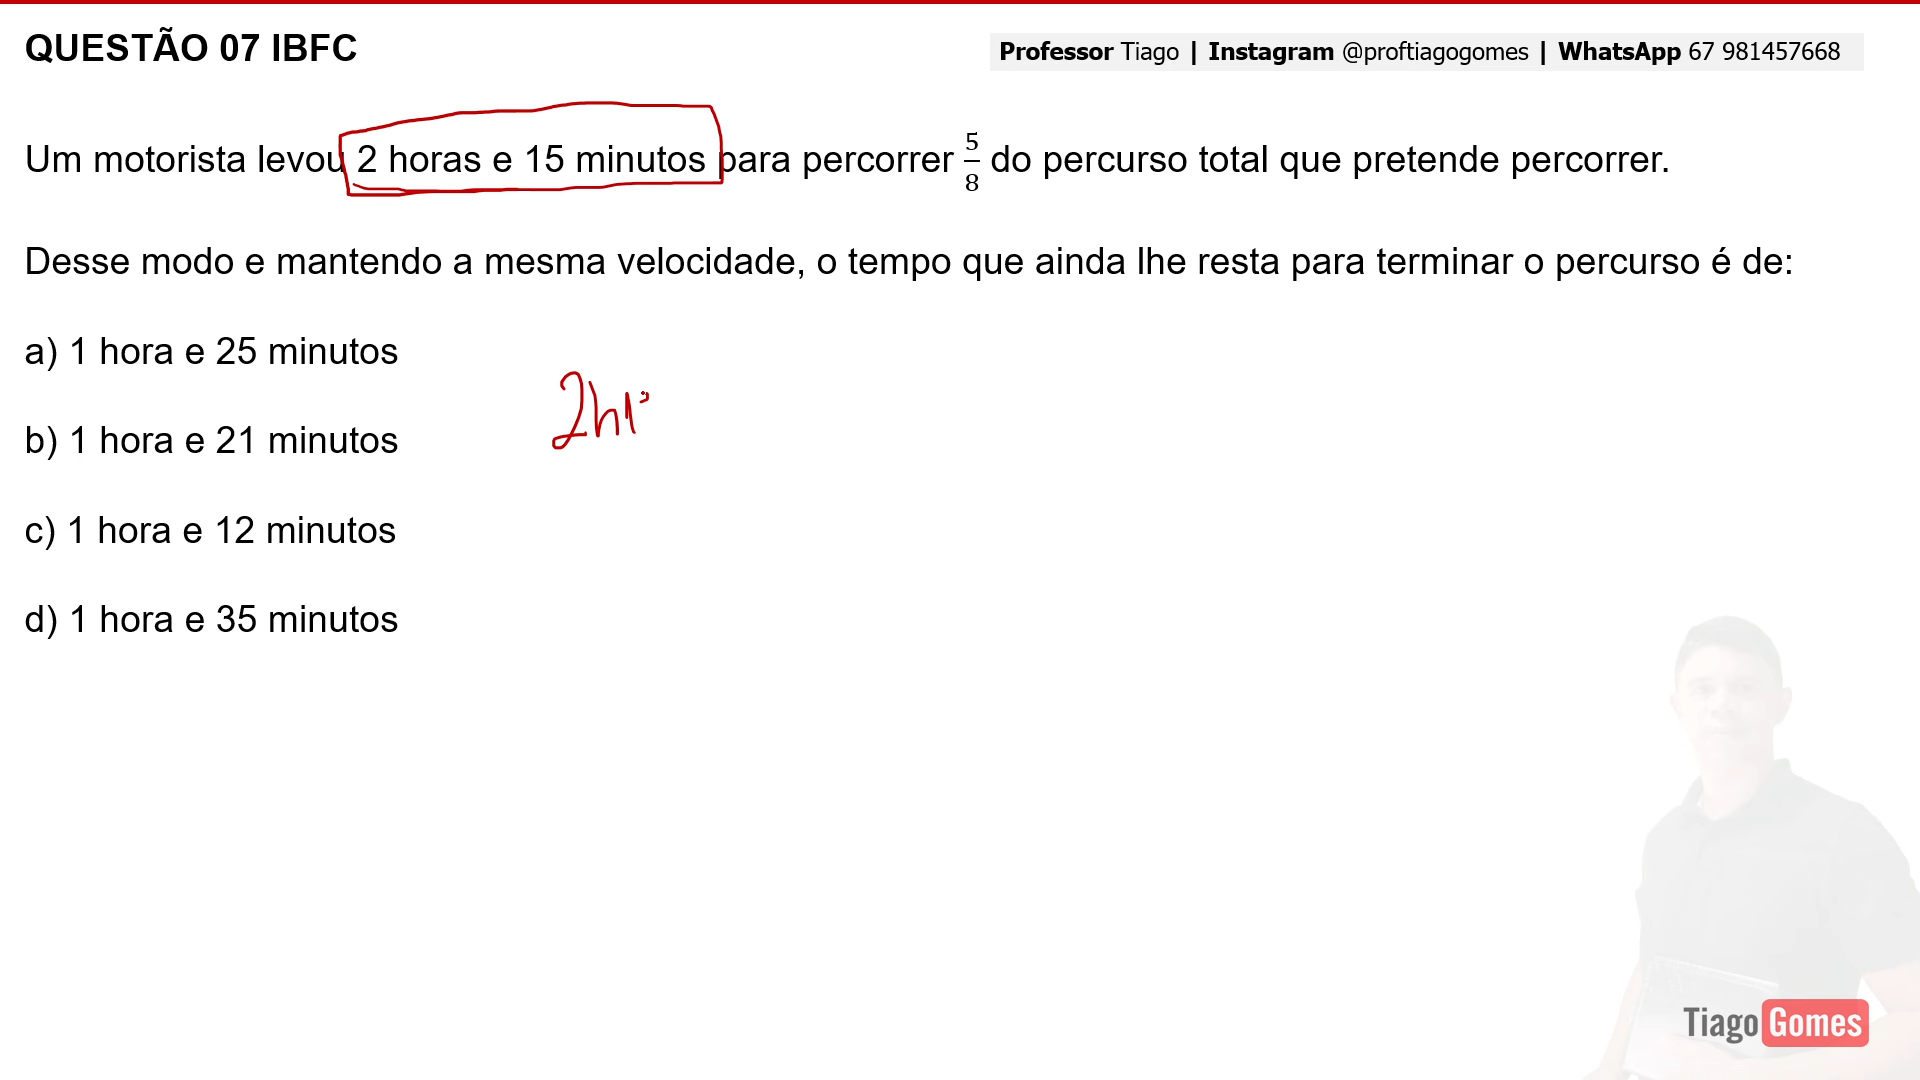 QUESTÃO 07 IBFC
Professor Tiago | Instagram @proftiagogomes | WhatsApp 67 981457668
Um motorista levou 2 horas e 15 minutos para percorrer 5/8 do percurso total que pretende percorrer.
Desse modo e mantendo a mesma velocidade, o tempo que ainda lhe resta para terminar o percurso é de:
a) 1 hora e 25 minutos
2h1
b) 1 hora e 21 minutos
c) 1 hora e 12 minutos
d) 1 hora e 35 minutos
Tiago Gomes